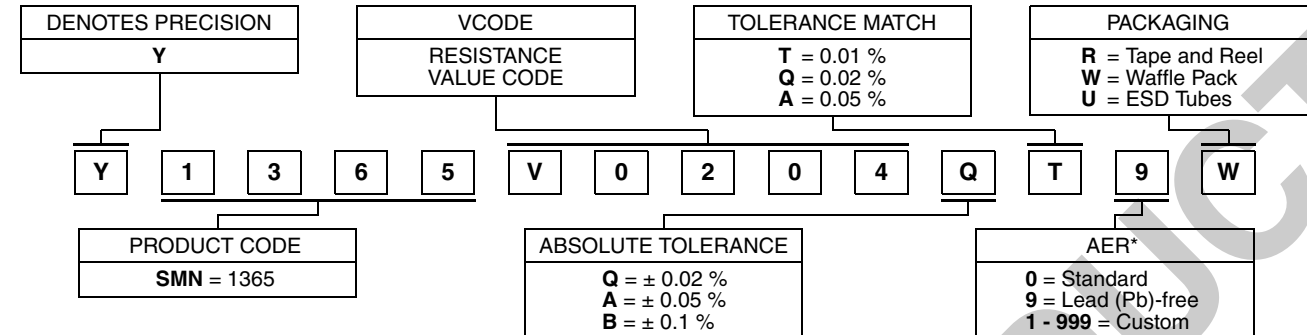 DENOTES PRECISION
Y
VCODE
RESISTANCE
VALUE CODE
TOLERANCE MATCH
T = 0.01 %
Q = 0.02 %
A = 0.05 %
PACKAGING
R = Tape and Reel
W = Waffle Pack
U = ESD Tubes
Y 1 3 6 5 V 0 2 0 4 Q T 9 W
PRODUCT CODE
SMN = 1365
ABSOLUTE TOLERANCE
Q = ± 0.02 %
A = ± 0.05 %
B = ± 0.1 %
AER*
0 = Standard
9 = Lead (Pb)-free
1 - 999 = Custom